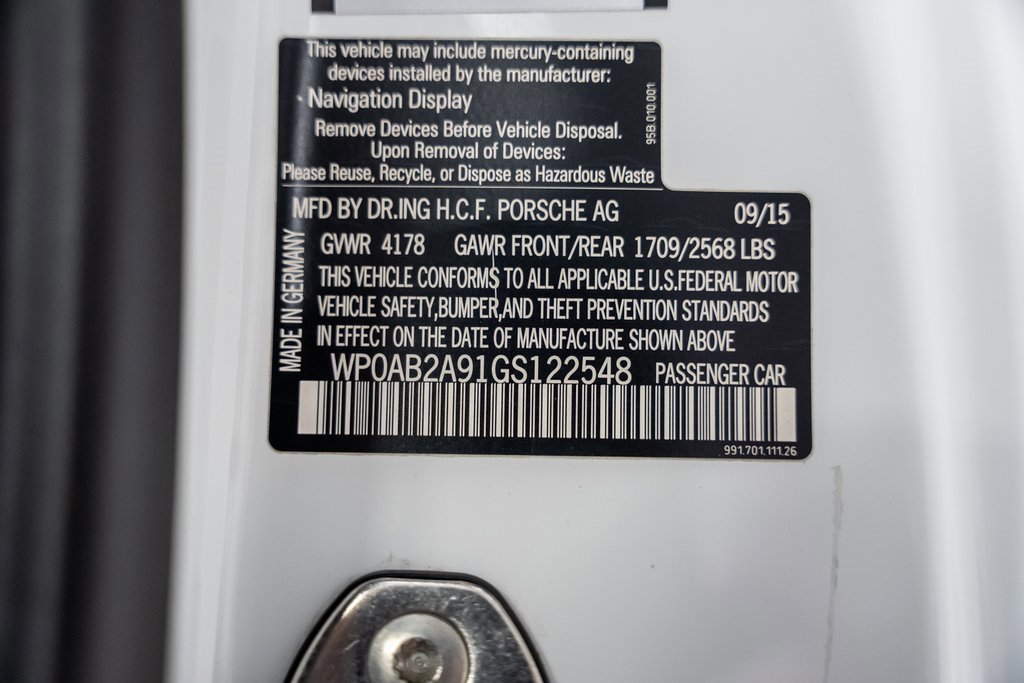 This vehicle may include mercury-containing
devices installed by the manufacturer:
Navigation Display
Remove Devices Before Vehicle Disposal.
Upon Removal of Devices:
Please Reuse, Recycle, or Dispose as Hazardous Waste
95B.010.001
MFD BY DR.ING H.C.F. PORSCHE AG 09/15
GVWR 4178 GAWR FRONT/REAR 1709/2568 LBS
THIS VEHICLE CONFORMS TO ALL APPLICABLE U.S.FEDERAL MOTOR
VEHICLE SAFETY,BUMPER,AND THEFT PREVENTION STANDARDS
IN EFFECT ON THE DATE OF MANUFACTURE SHOWN ABOVE
MADE IN GERMANY
WP0AB2A91GS122548 PASSENGER CAR
991.701.111.26